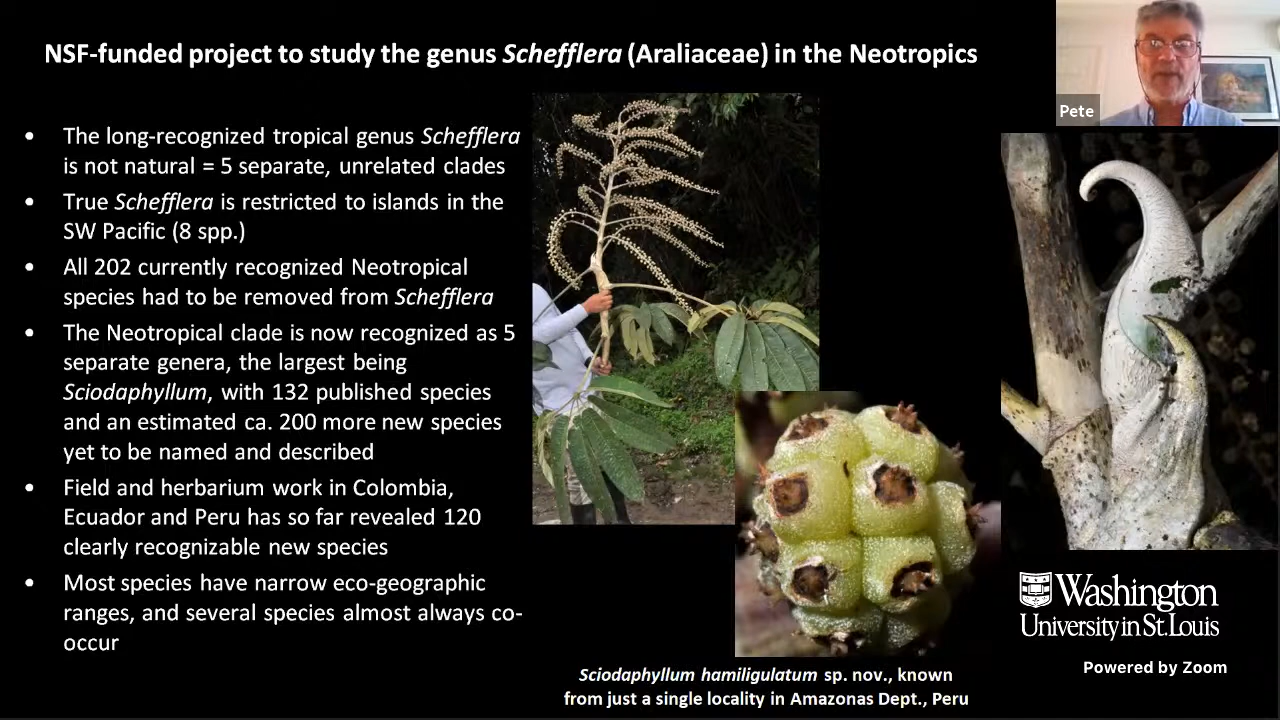 NSF-funded project to study the genus Schefflera (Araliaceae) in the Neotropics
Pete
• The long-recognized tropical genus Schefflera
is not natural = 5 separate, unrelated clades
• True Schefflera is restricted to islands in the
SW Pacific (8 spp.)
• All 202 currently recognized Neotropical
species had to be removed from Schefflera
• The Neotropical clade is now recognized as 5
separate genera, the largest being
Sciodaphyllum, with 132 published species
and an estimated ca. 200 more new species
yet to be named and described
• Field and herbarium work in Colombia,
Ecuador and Peru has so far revealed 120
clearly recognizable new species
• Most species have narrow eco-geographic
ranges, and several species almost always co-
occur
Sciodaphyllum hamiligulatum sp. nov., known
from just a single locality in Amazonas Dept., Peru
Washington
University in St. Louis
Powered by Zoom